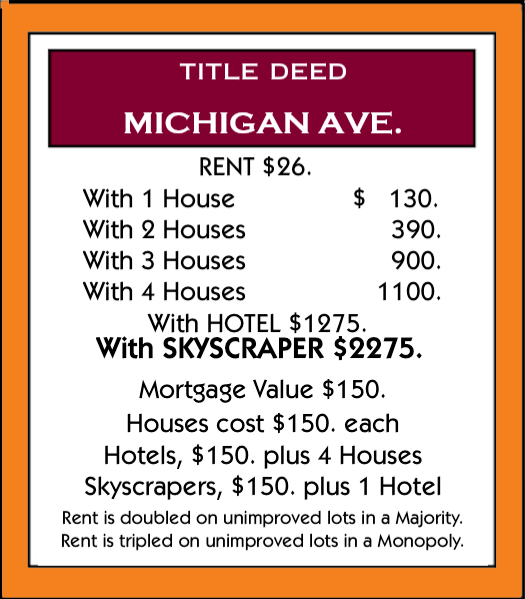 TITLE DEED
MICHIGAN AVE.
RENT $26.
With 1 House $ 130.
With 2 Houses 390.
With 3 Houses 900.
With 4 Houses 1100.
With HOTEL $1275.
With SKYSCRAPER $2275.
Mortgage Value $150.
Houses cost $150. each
Hotels, $150. plus 4 Houses
Skyscrapers, $150. plus 1 Hotel
Rent is doubled on unimproved lots in a Majority.
Rent is tripled on unimproved lots in a Monopoly.